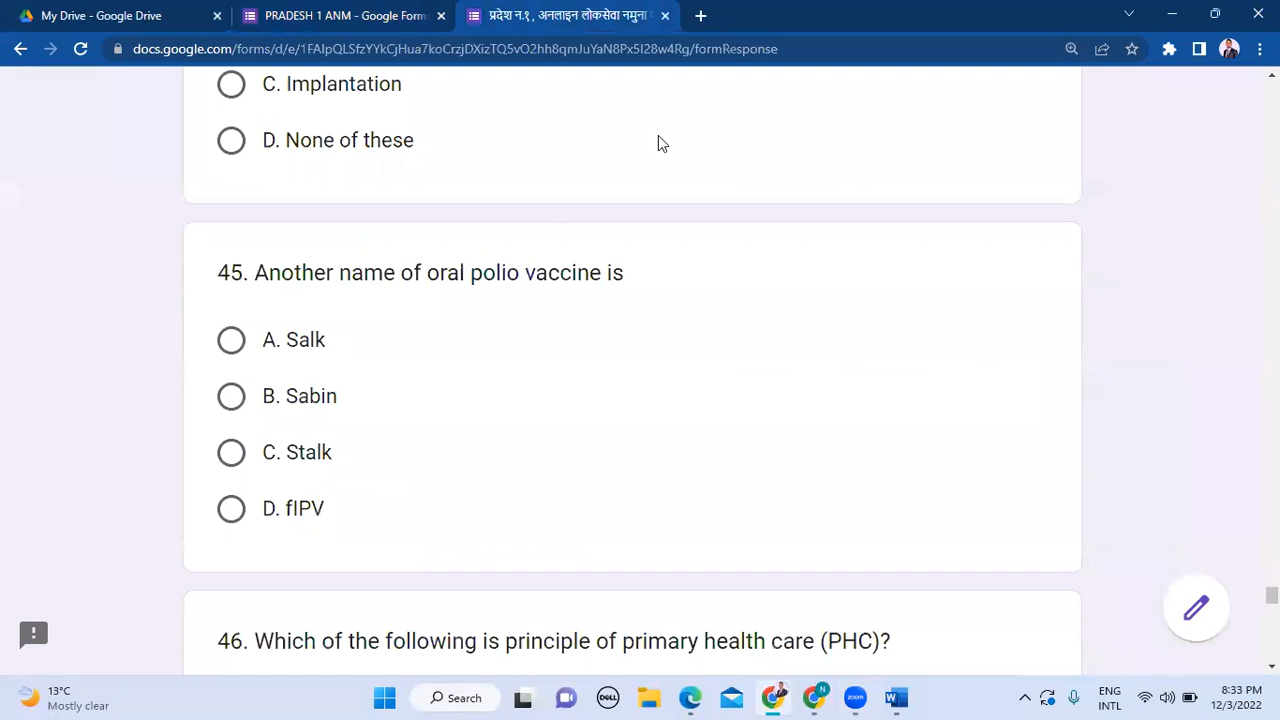 My Drive - Google Drive
PRADESH 1 ANM - Google Form
प्रदेश न.१ , अनलाइन लोकसेवा नमुना
docs.google.com/forms/d/e/1FAIpQLSfzYYkCjHua7koCrzjDXizTQ5vO2hh8qmJuYaN8Px5I28w4Rg/formResponse
C. Implantation
D. None of these
45. Another name of oral polio vaccine is
A. Salk
B. Sabin
C. Stalk
D. fIPV
46. Which of the following is principle of primary health care (PHC)?
13°C
Mostly clear
Search
DELL
N
zoom
ENG
INTL
8:33 PM
12/3/2022